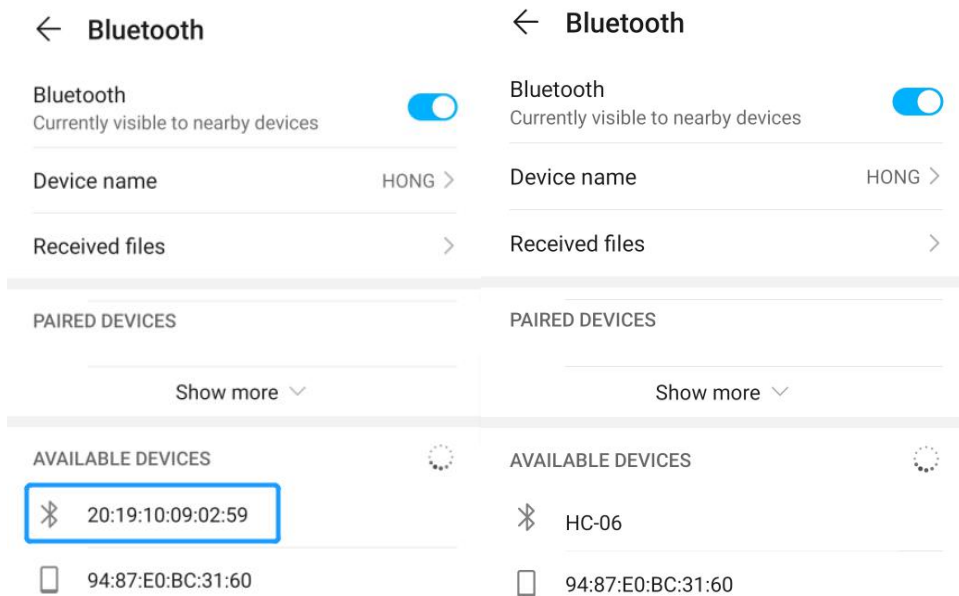 Bluetooth
Bluetooth
Currently visible to nearby devices
Device name HONG
Received files
PAIRED DEVICES
Show more
AVAILABLE DEVICES
20:19:10:09:02:59
94:87:E0:BC:31:60
Bluetooth
Bluetooth
Currently visible to nearby devices
Device name HONG
Received files
PAIRED DEVICES
Show more
AVAILABLE DEVICES
HC-06
94:87:E0:BC:31:60